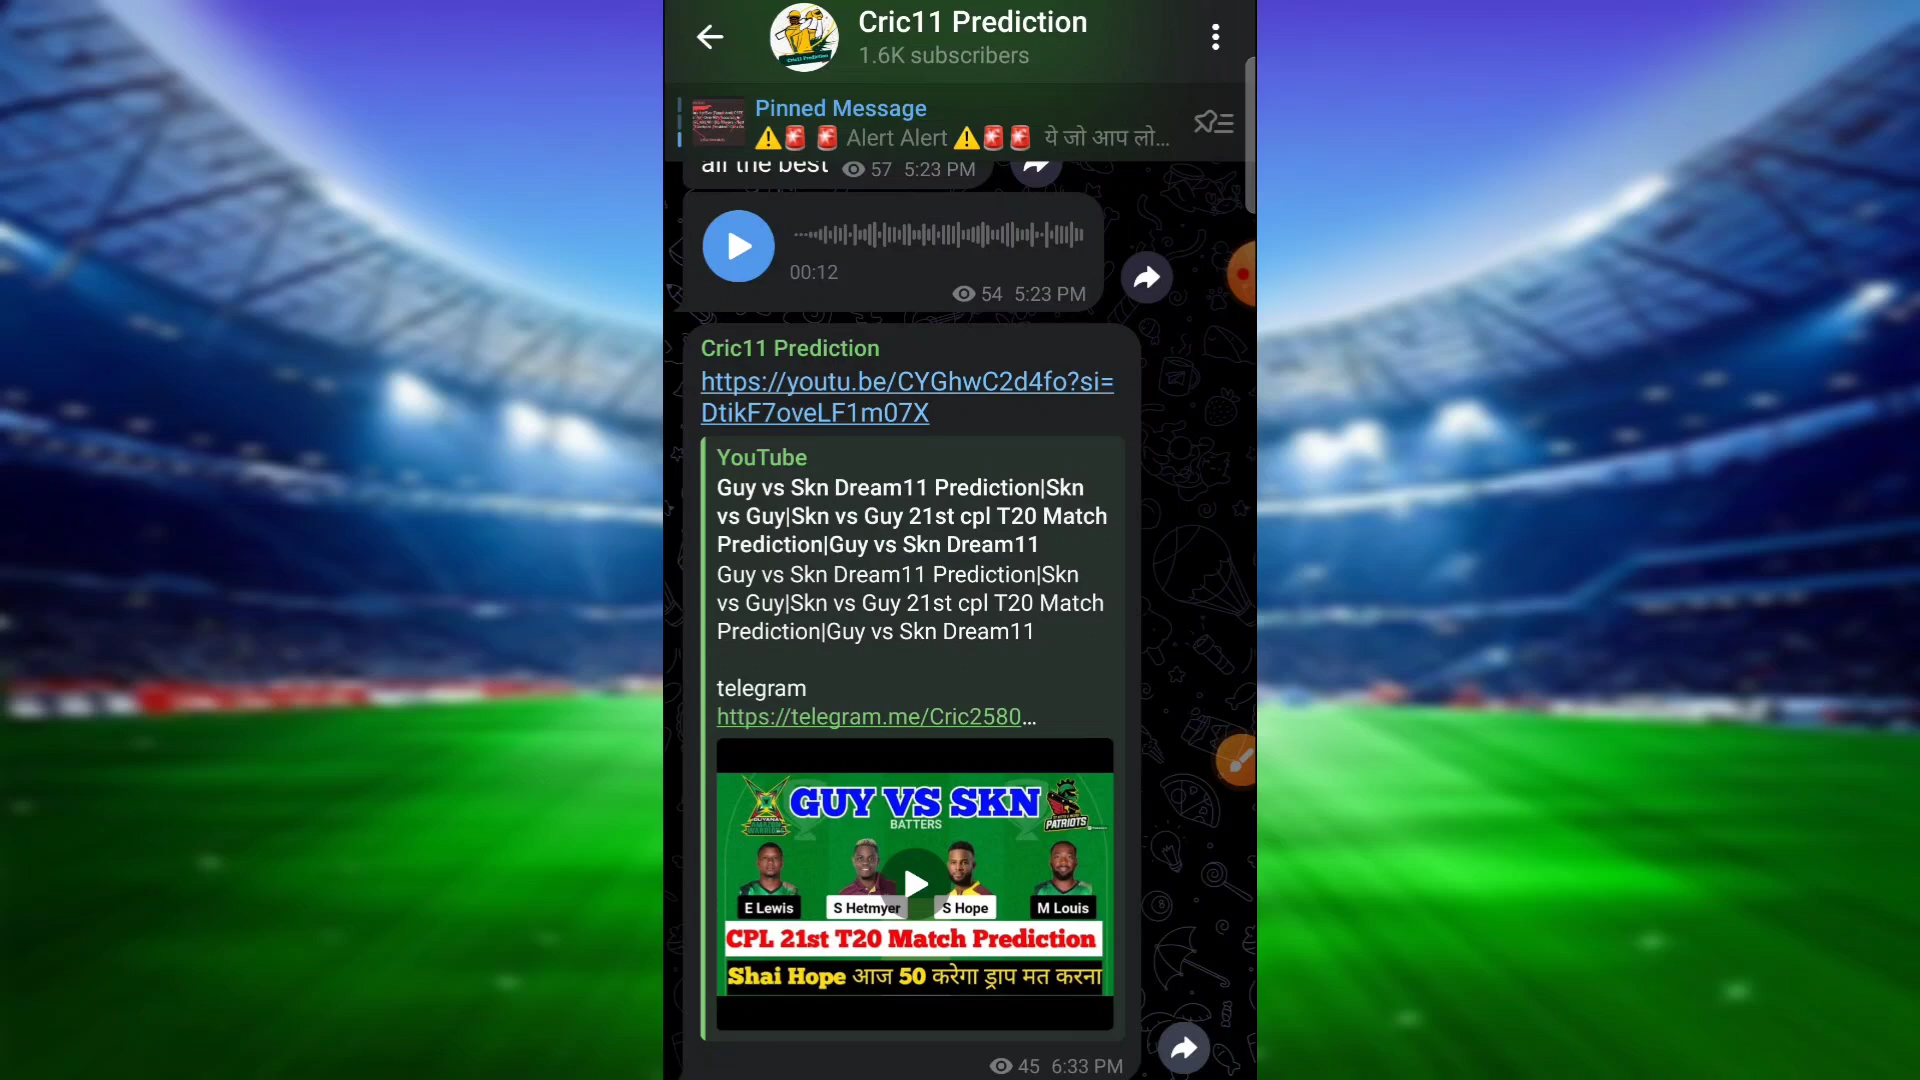 Cric11 Prediction
1.6K subscribers
Pinned Message
⚠️🚨 🚨 Alert Alert ⚠️🚨 🚨 ये जो आप लो...
all the best 57 5:23 PM
00:12
54 5:23 PM
Cric11 Prediction
https://youtu.be/CYGhwC2d4fo?si=
DtikF7oveLF1m07X
YouTube
Guy vs Skn Dream11 Prediction|Skn
vs Guy|Skn vs Guy 21st cpl T20 Match
Prediction|Guy vs Skn Dream11
Guy vs Skn Dream11 Prediction|Skn
vs Guy|Skn vs Guy 21st cpl T20 Match
Prediction|Guy vs Skn Dream11
telegram
https://telegram.me/Cric2580...
GUY VS SKN
BATTERS
PATRIOTS
E Lewis S Hetmyer S Hope M Louis
CPL 21st T20 Match Prediction
Shai Hope आज 50 करेगा ड्राप मत करना
45 6:33 PM